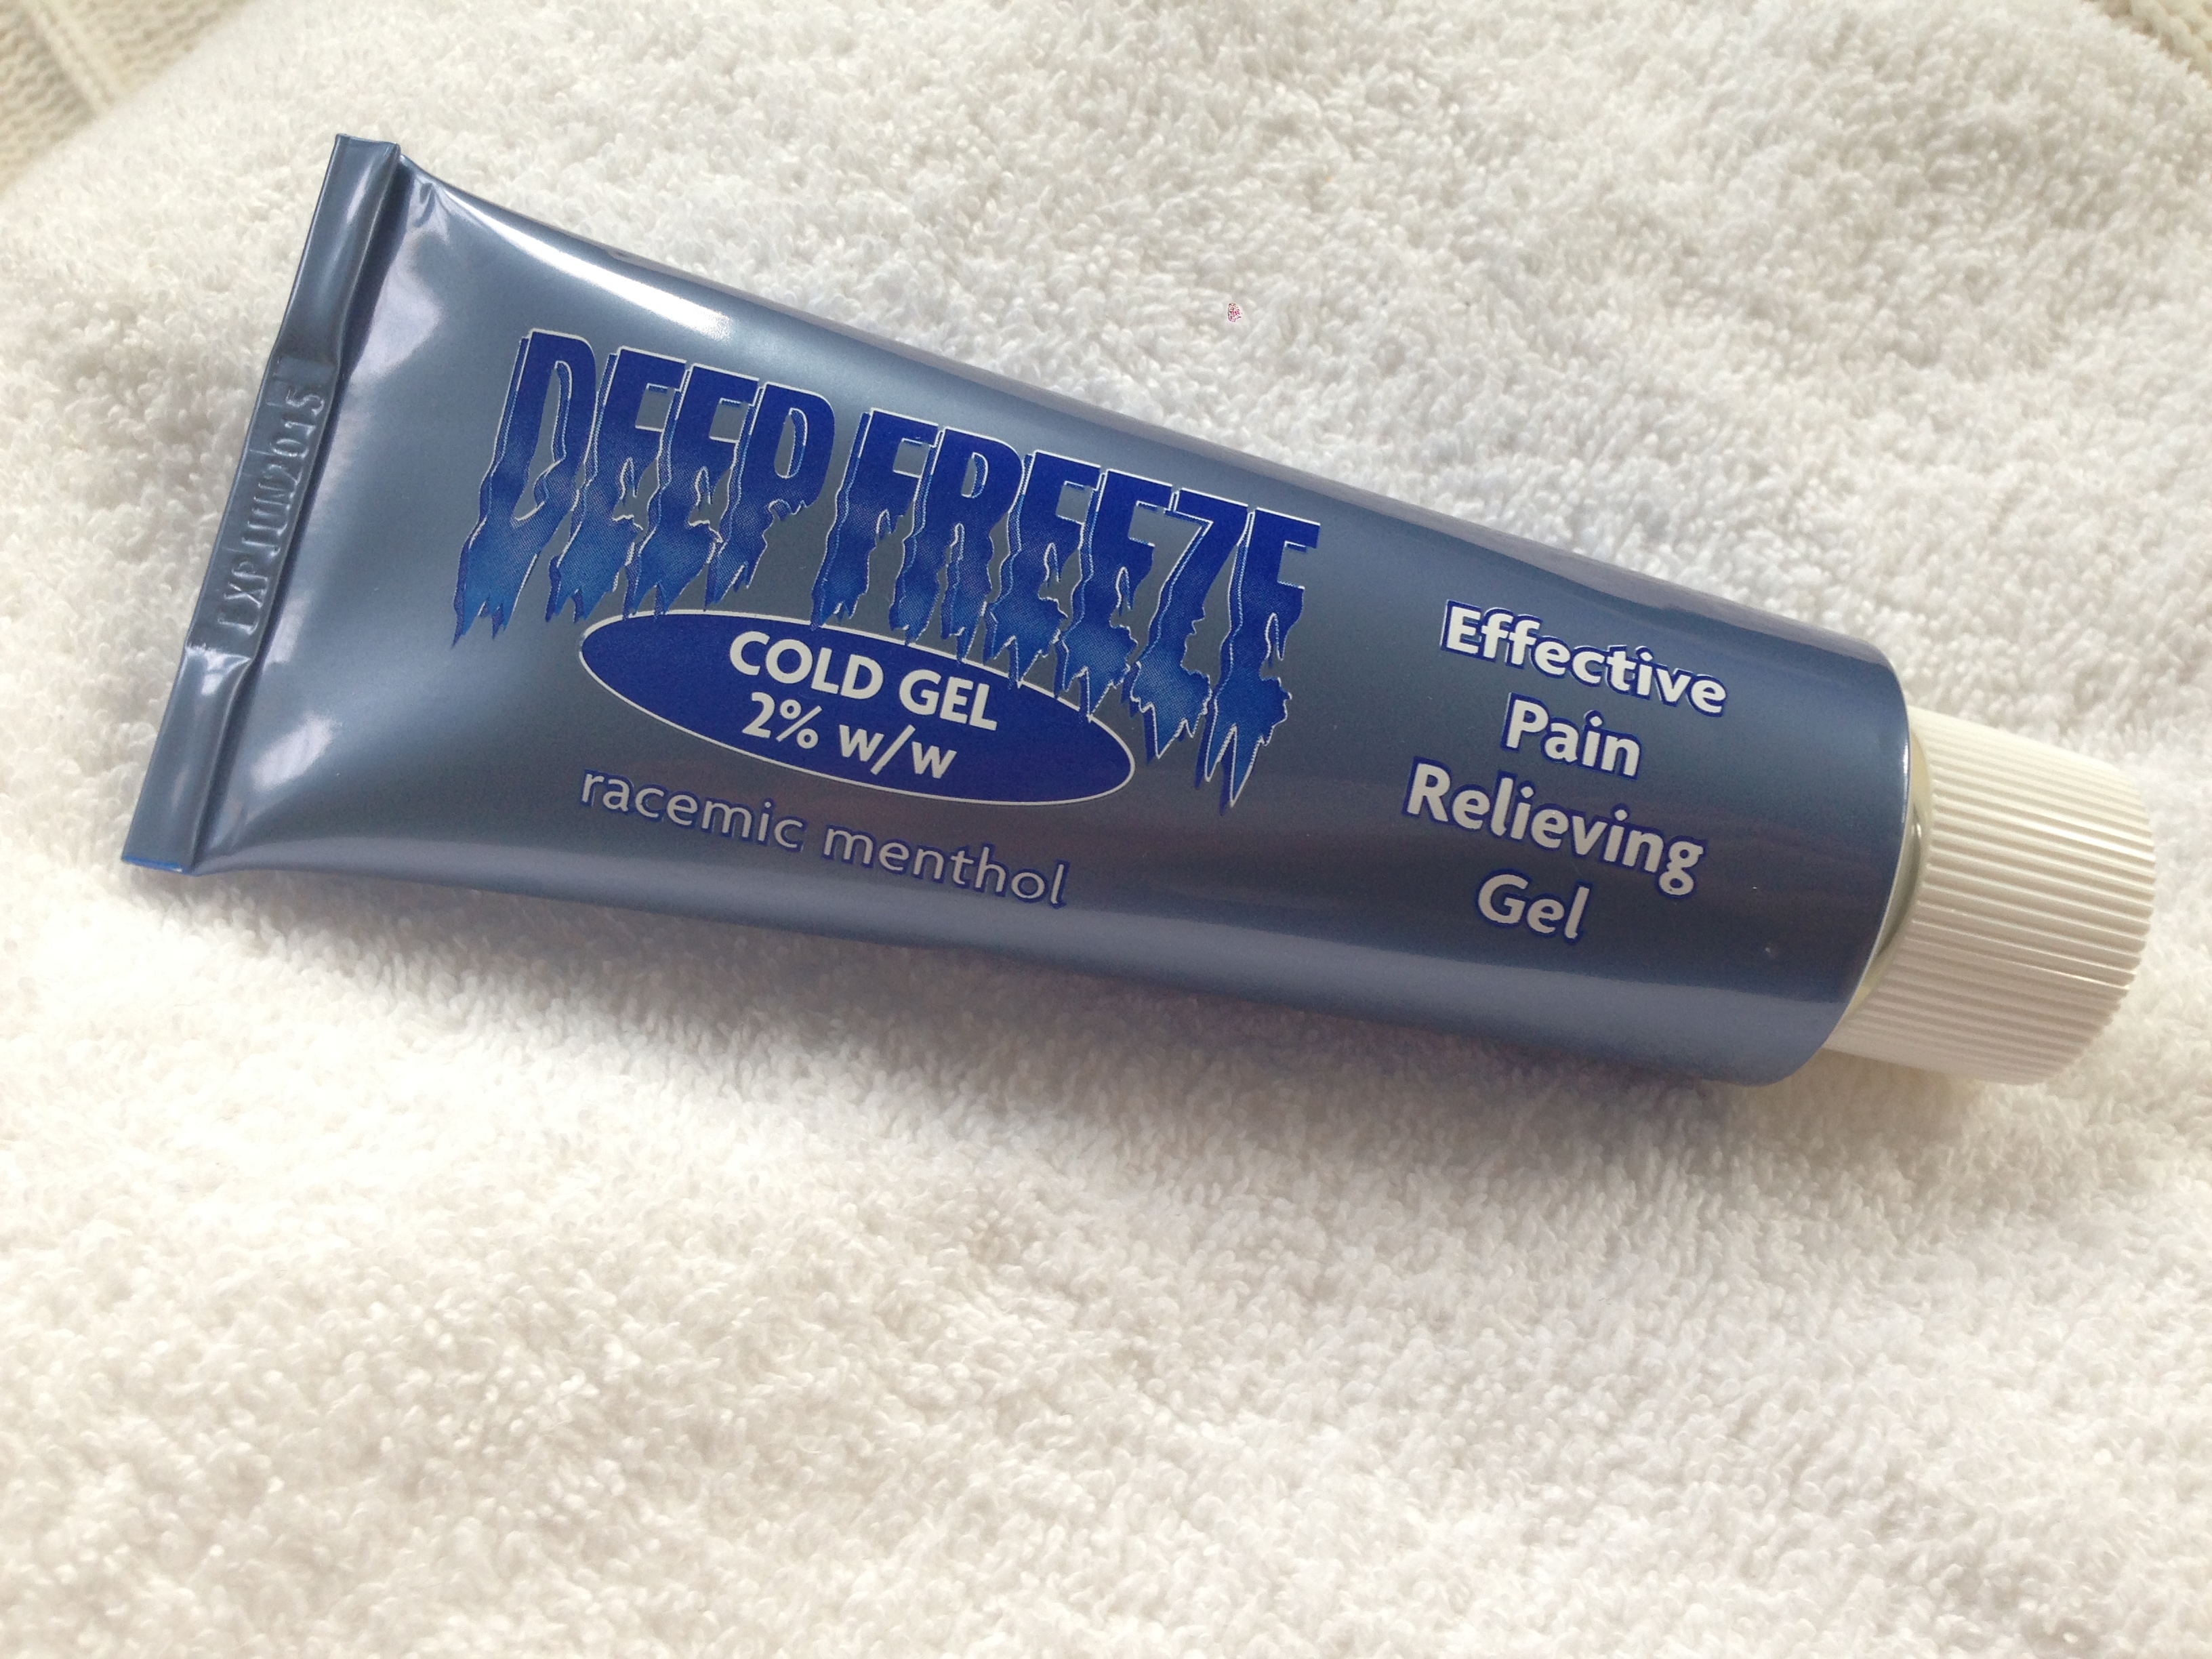 DEEP FREEZE
COLD GEL
2% w/w
racemic menthol
Effective
Pain
Relieving
Gel
EXP JUN2015